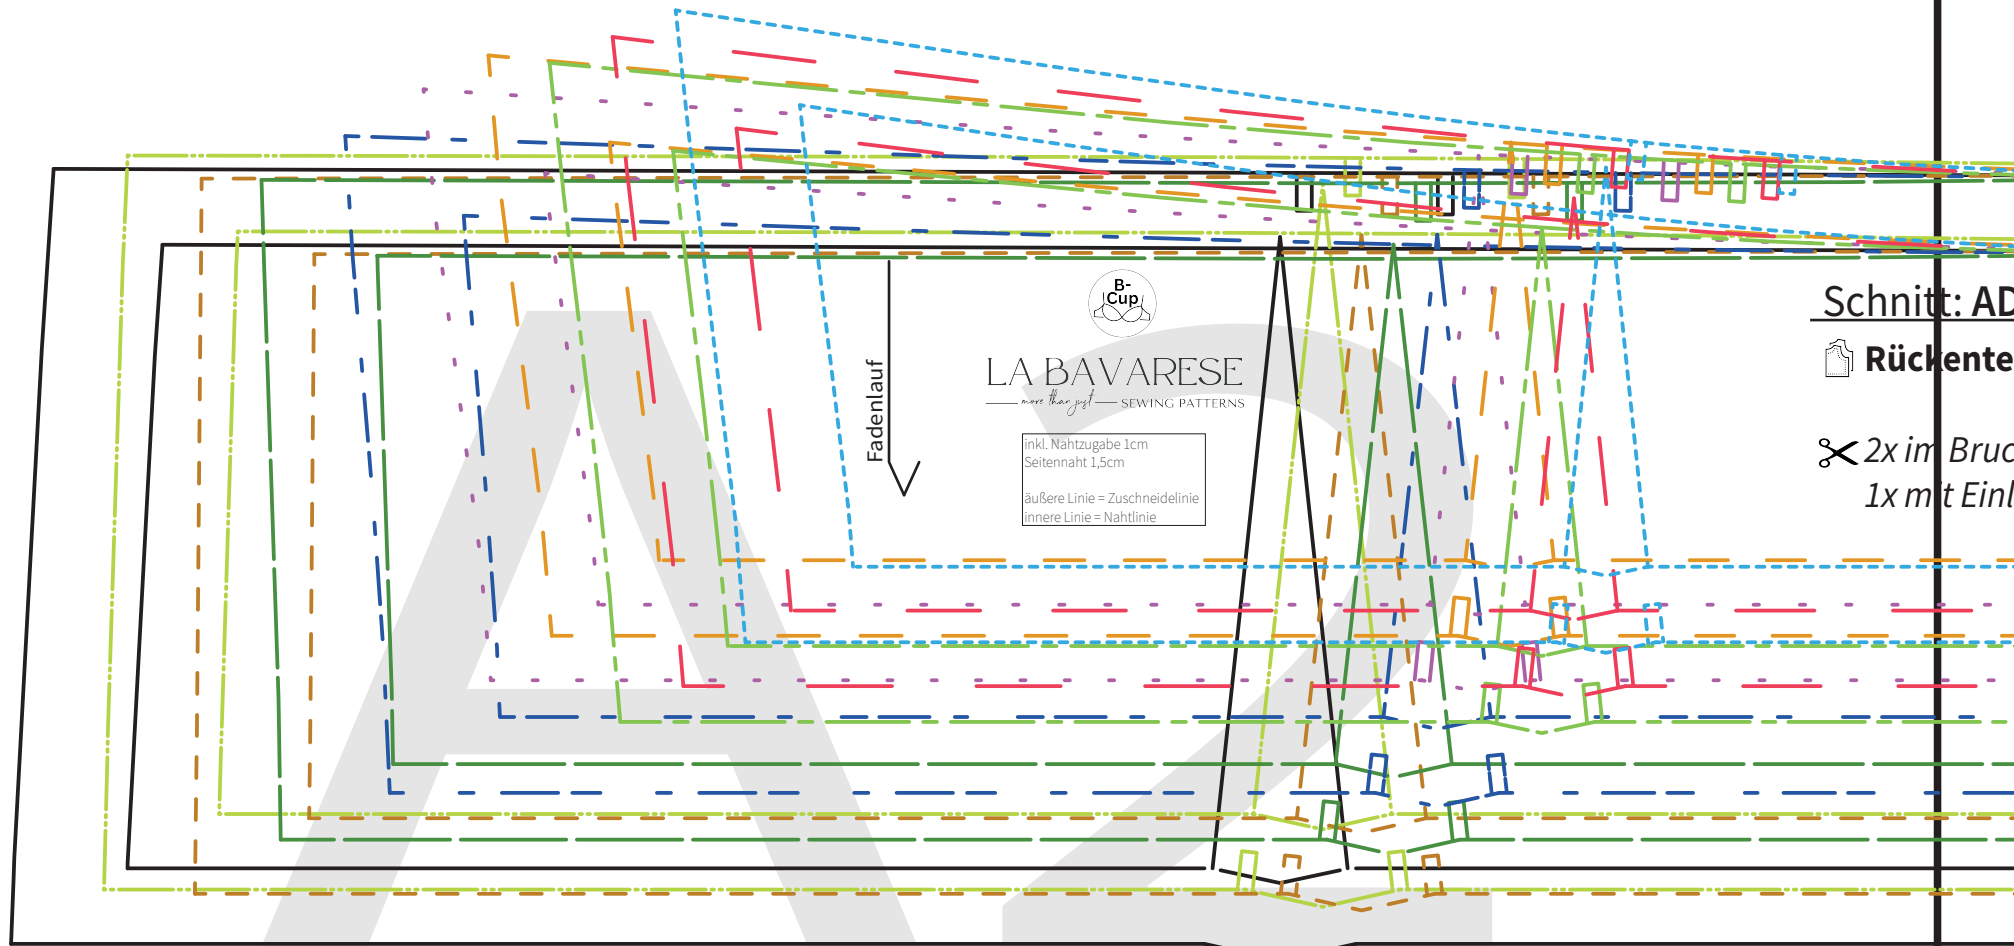 B-
Cup
LA BAVARESE
more than just
SEWING PATTERNS
Fadenlauf
inkl. Nahtzugabe 1cm
Seitennaht 1,5cm
äußere Linie = Zuschneidelinie
innere Linie = Nahtlinie
Schnitt: AD
Rückente
2x im Bruc
1x mit Einl
A2